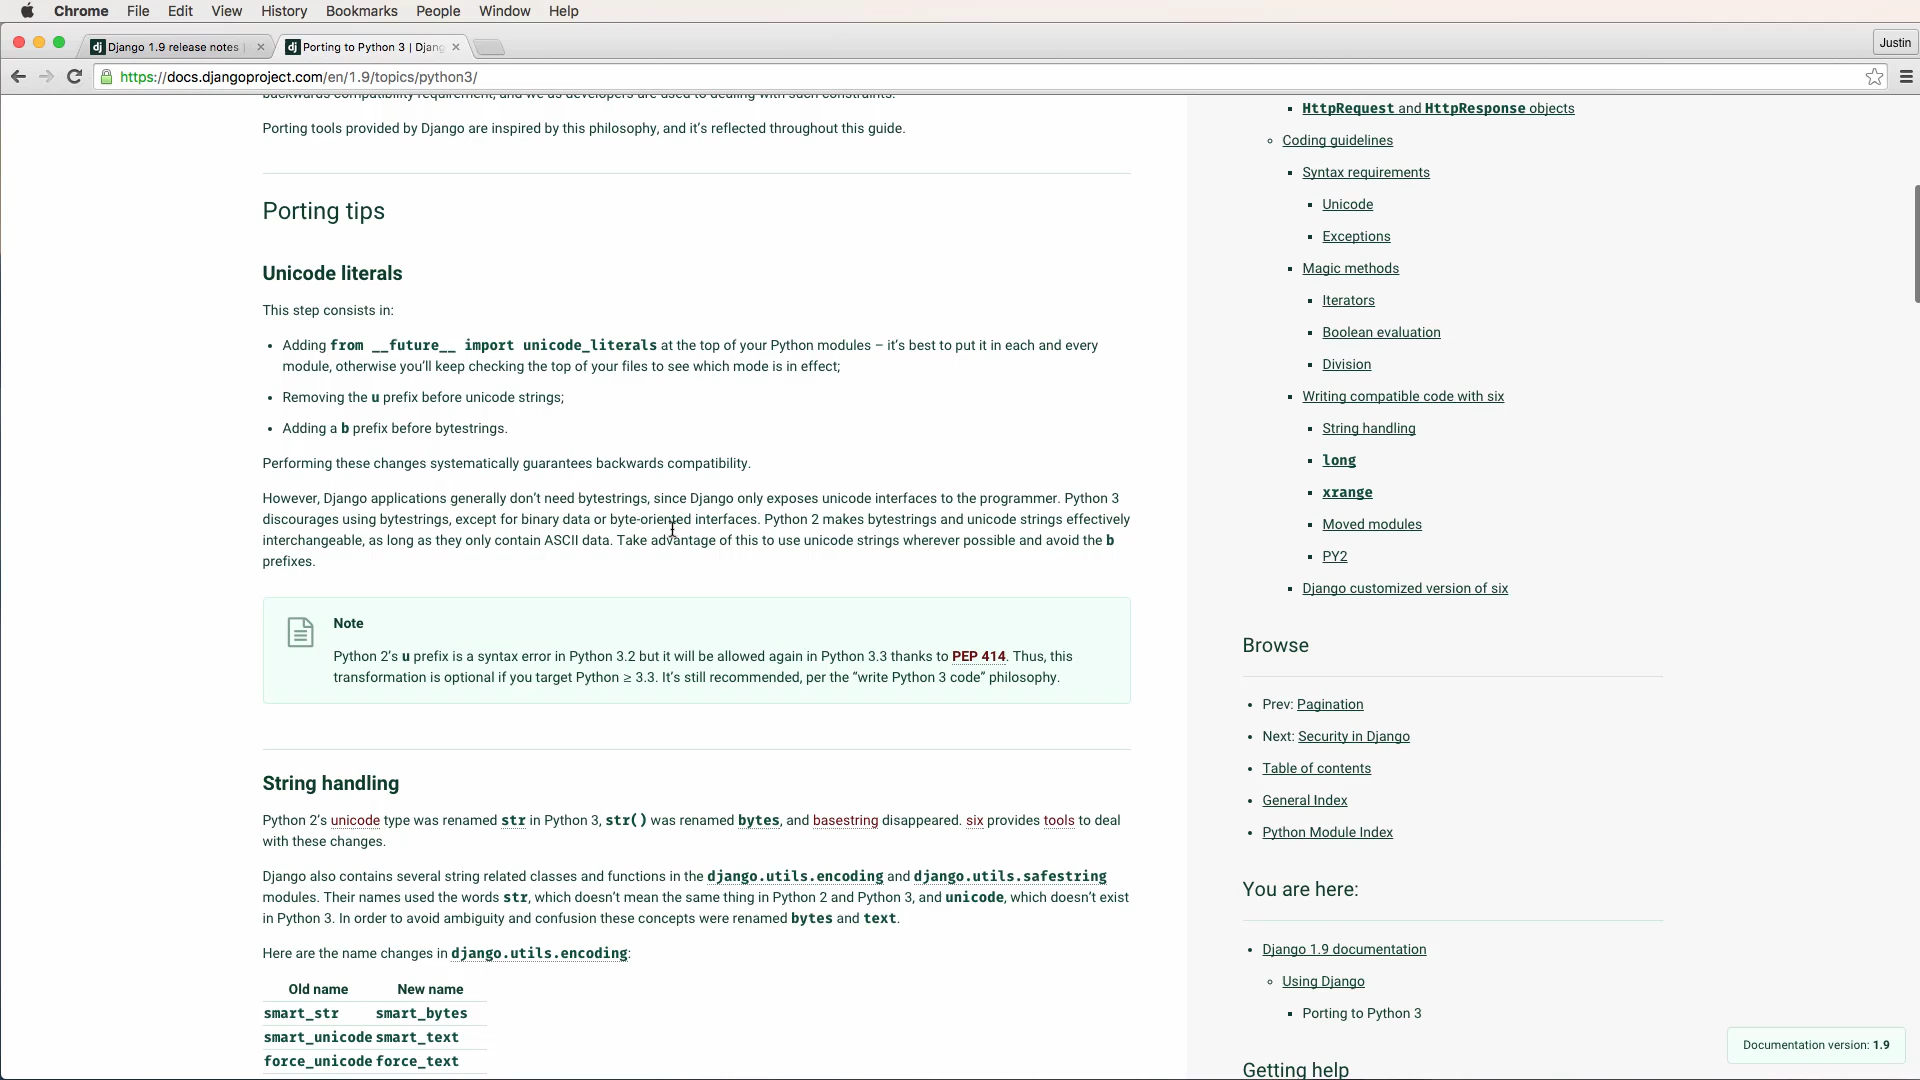 Chrome File Edit View History Bookmarks People Window Help
Django 1.9 release notes
Porting to Python 3 | Djang
Justin
https://docs.djangoproject.com/en/1.9/topics/python3/
backwards compatibility requirement, and we as developers are used to dealing with such constraints.
Porting tools provided by Django are inspired by this philosophy, and it's reflected throughout this guide.
Porting tips
Unicode literals
This step consists in:
• Adding from __future__ import unicode_literals at the top of your Python modules – it's best to put it in each and every
module, otherwise you'll keep checking the top of your files to see which mode is in effect;
• Removing the u prefix before unicode strings;
• Adding a b prefix before bytestrings.
Performing these changes systematically guarantees backwards compatibility.
However, Django applications generally don't need bytestrings, since Django only exposes unicode interfaces to the programmer. Python 3
discourages using bytestrings, except for binary data or byte-oriented interfaces. Python 2 makes bytestrings and unicode strings effectively
interchangeable, as long as they only contain ASCII data. Take advantage of this to use unicode strings wherever possible and avoid the b
prefixes.
Note
Python 2's u prefix is a syntax error in Python 3.2 but it will be allowed again in Python 3.3 thanks to PEP 414. Thus, this
transformation is optional if you target Python ≥ 3.3. It's still recommended, per the “write Python 3 code” philosophy.
String handling
Python 2's unicode type was renamed str in Python 3, str() was renamed bytes, and basestring disappeared. six provides tools to deal
with these changes.
Django also contains several string related classes and functions in the django.utils.encoding and django.utils.safestring
modules. Their names used the words str, which doesn't mean the same thing in Python 2 and Python 3, and unicode, which doesn't exist
in Python 3. In order to avoid ambiguity and confusion these concepts were renamed bytes and text.
Here are the name changes in django.utils.encoding:
Old name New name
smart_str smart_bytes
smart_unicode smart_text
force_unicode force_text
HttpRequest and HttpResponse objects
Coding guidelines
Syntax requirements
Unicode
Exceptions
Magic methods
Iterators
Boolean evaluation
Division
Writing compatible code with six
String handling
long
xrange
Moved modules
PY2
Django customized version of six
Browse
Prev: Pagination
Next: Security in Django
Table of contents
General Index
Python Module Index
You are here:
Django 1.9 documentation
Using Django
Porting to Python 3
Getting help
Documentation version: 1.9